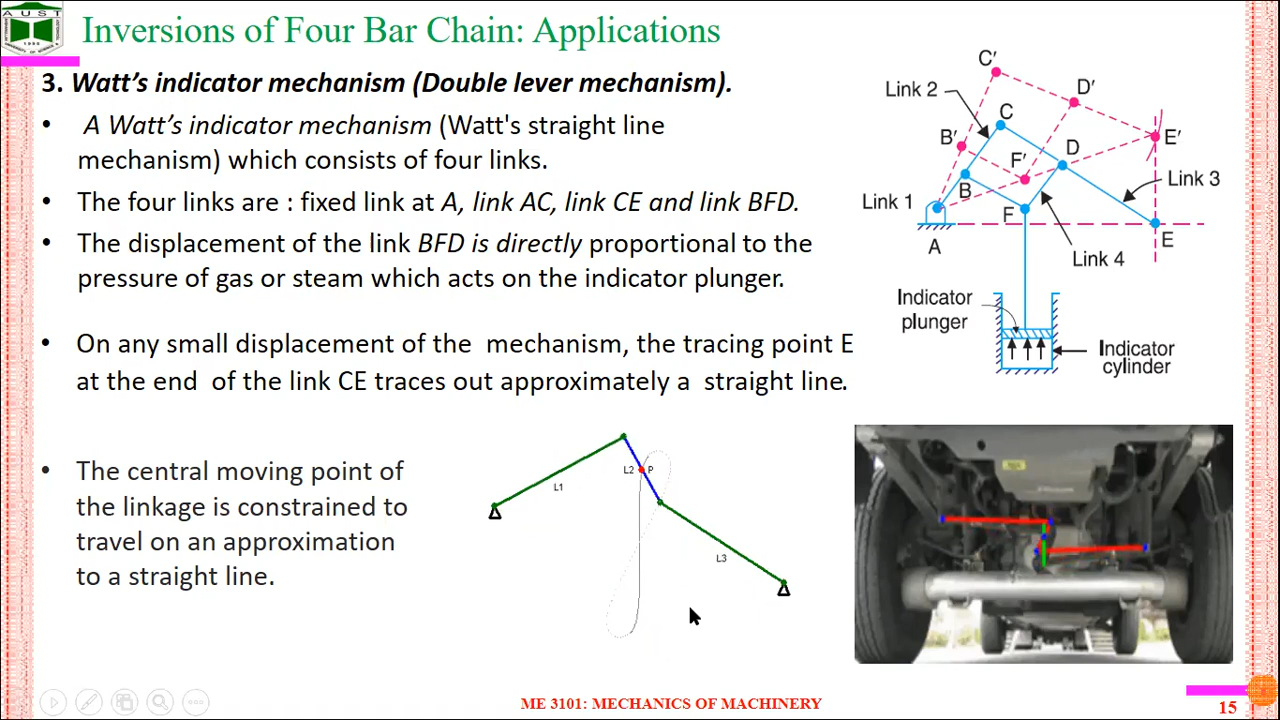 AUST
1995
Inversions of Four Bar Chain: Applications
3. Watt's indicator mechanism (Double lever mechanism).
• A Watt's indicator mechanism (Watt's straight line
mechanism) which consists of four links.
• The four links are : fixed link at A, link AC, link CE and link BFD.
• The displacement of the link BFD is directly proportional to the
pressure of gas or steam which acts on the indicator plunger.
• On any small displacement of the mechanism, the tracing point E
at the end of the link CE traces out approximately a straight line.
• The central moving point of
the linkage is constrained to
travel on an approximation
to a straight line.
L1
L2
P
L3
C′
Link 2
D′
C
B′
E′
D
F′
Link 3
B
Link 1
F
E
A
Link 4
Indicator
plunger
Indicator
cylinder
ME 3101: MECHANICS OF MACHINERY
15